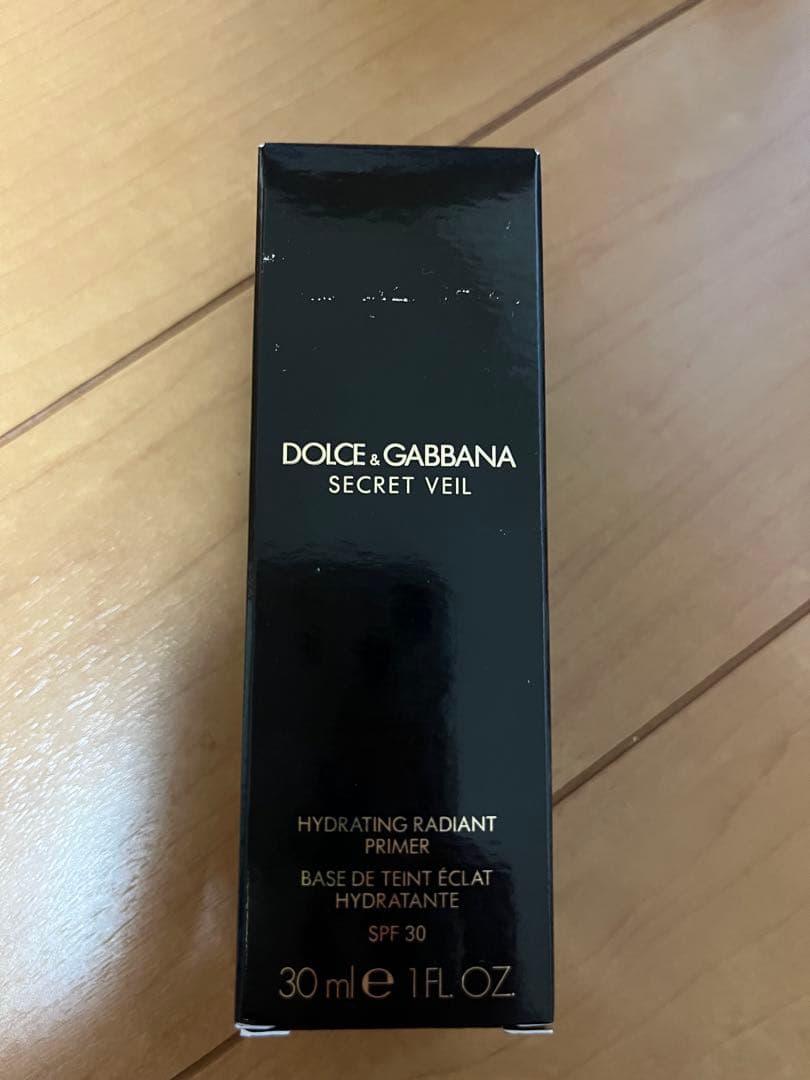 DOLCE & GABBANA
SECRET VEIL
HYDRATING RADIANT
PRIMER
BASE DE TEINT ÉCLAT
HYDRATANTE
SPF 30
30 ml e 1 FL. OZ.